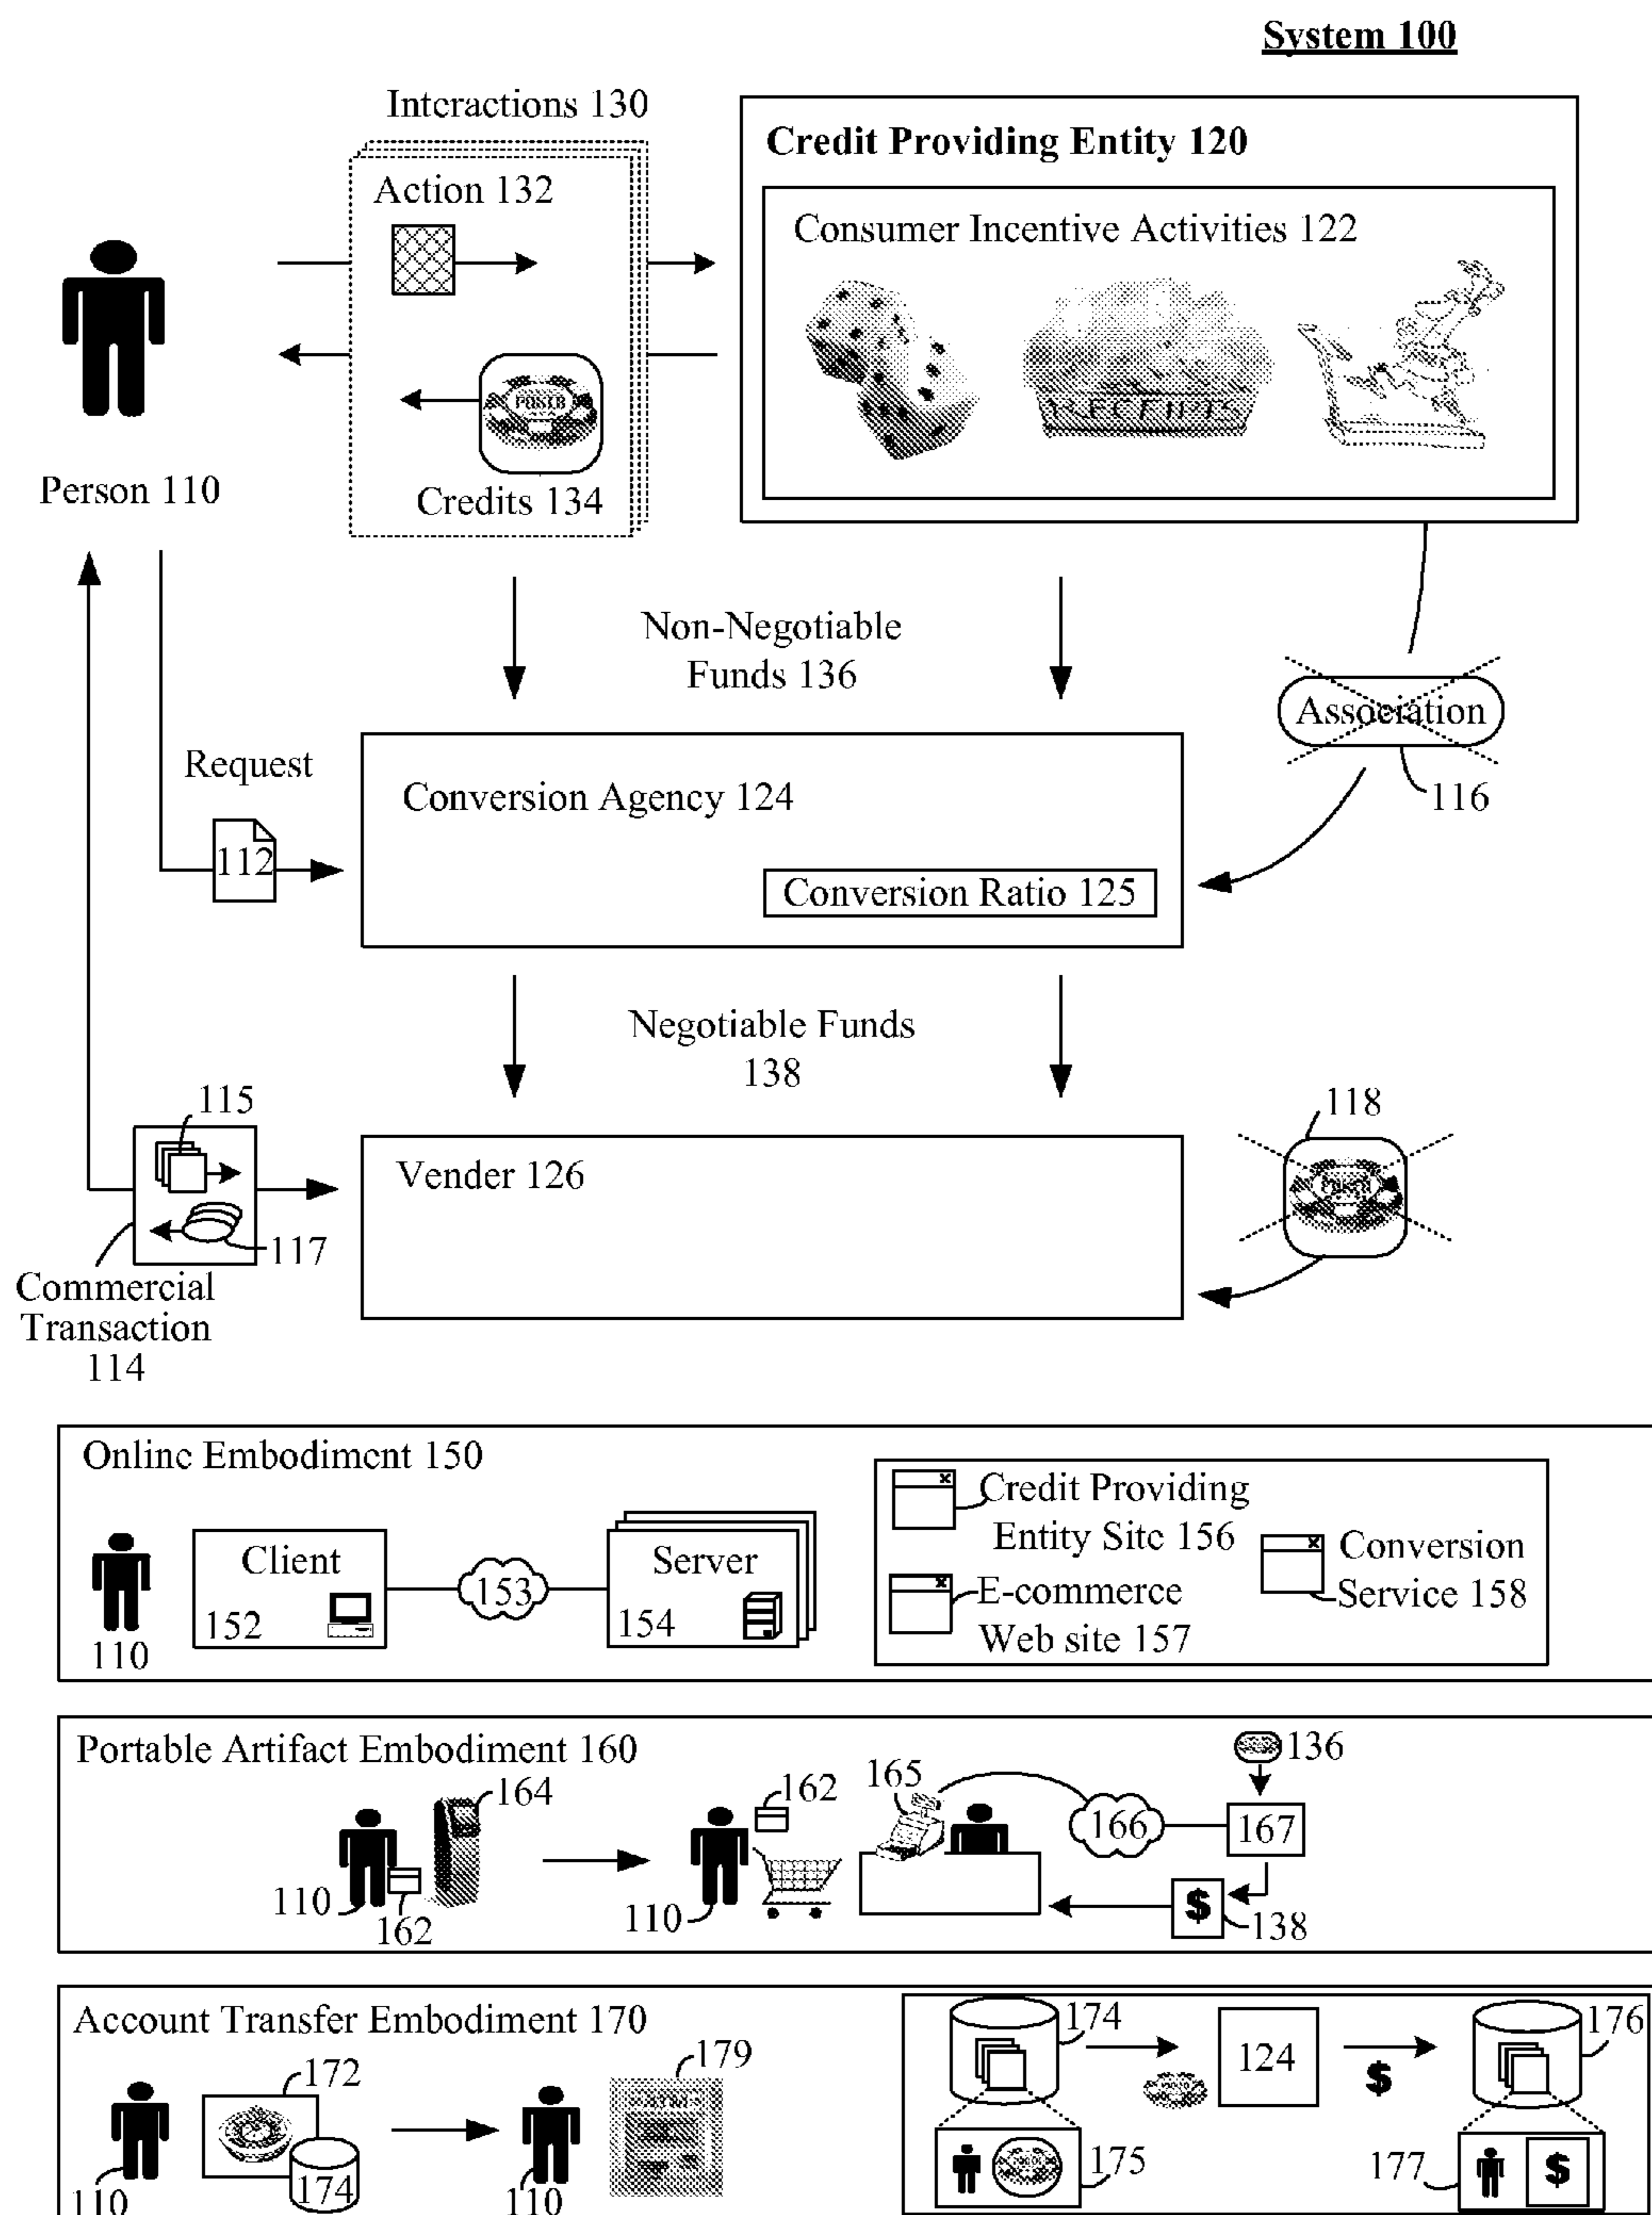 System 100
Interactions 130
Action 132
Credits 134
Credit Providing Entity 120
Consumer Incentive Activities 122
RECEIPTS
Person 110
Non-Negotiable
Funds 136
Association
116
Request
112
Conversion Agency 124
Conversion Ratio 125
Negotiable Funds
138
115
117
Commercial
Transaction
114
Vender 126
118
Online Embodiment 150
110
Client
152
153
Server
154
Credit Providing
Entity Site 156
E-commerce
Web site 157
Conversion
Service 158
Portable Artifact Embodiment 160
110
162
164
110
162
165
166
136
167
$
138
Account Transfer Embodiment 170
110
172
174
110
179
174
175
124
$
176
177
$